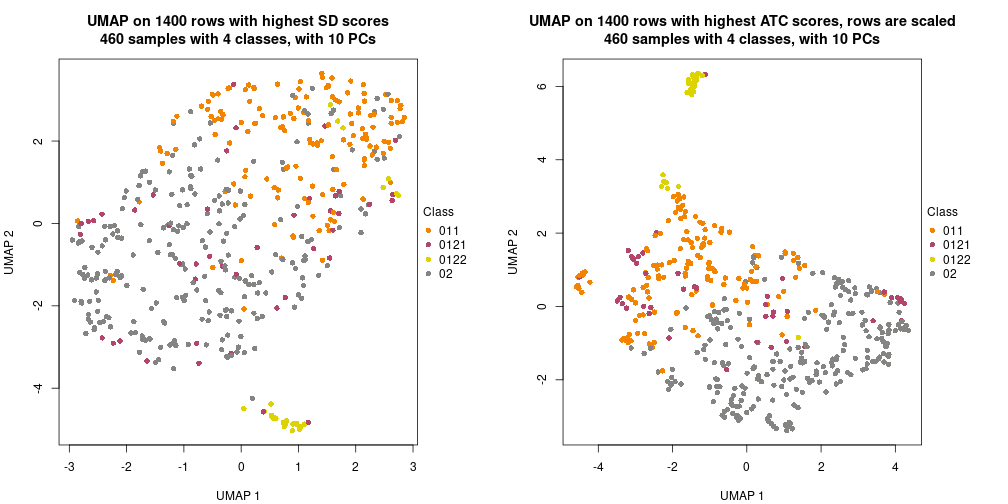 UMAP on 1400 rows with highest SD scores
460 samples with 4 classes, with 10 PCs
2
0
-2
-4
UMAP 2
-3
-2
-1
0
1
2
3
UMAP 1
Class
011
0121
0122
02
UMAP on 1400 rows with highest ATC scores, rows are scaled
460 samples with 4 classes, with 10 PCs
6
4
2
0
-2
UMAP 2
-4
-2
0
2
4
UMAP 1
Class
011
0121
0122
02